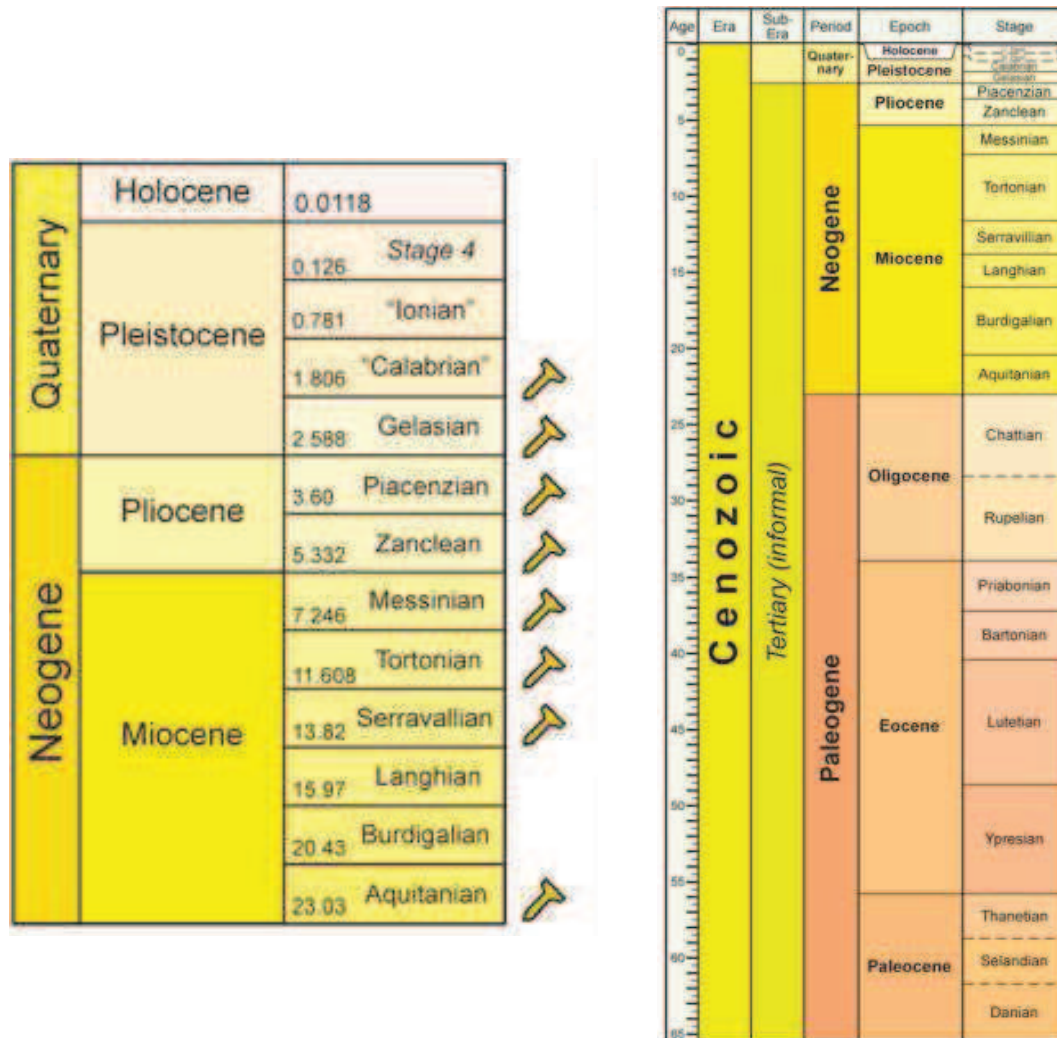 Quaternary
Holocene
0.0118
Pleistocene
Stage 4
0.126
"Ionian"
0.781
"Calabrian"
1.806
Gelasian
2.588
Neogene
Pliocene
Piacenzian
3.60
Zanclean
5.332
Miocene
Messinian
7.246
Tortonian
11.608
Serravallian
13.82
Langhian
15.97
Burdigalian
20.43
Aquitanian
23.03
Age
Era
Sub-
Era
Period
Epoch
Stage
0
5
10
15
20
25
30
35
40
45
50
55
60
65
Cenozoic
Tertiary (informal)
Quater-
nary
Neogene
Paleogene
Holocene
Pleistocene
Pliocene
Miocene
Oligocene
Eocene
Paleocene
Calabrian
Gelasian
Piacenzian
Zanclean
Messinian
Tortonian
Serravillian
Langhian
Burdigalian
Aquitanian
Chattian
Rupelian
Priabonian
Bartonian
Lutetian
Ypresian
Thanetian
Selandian
Danian